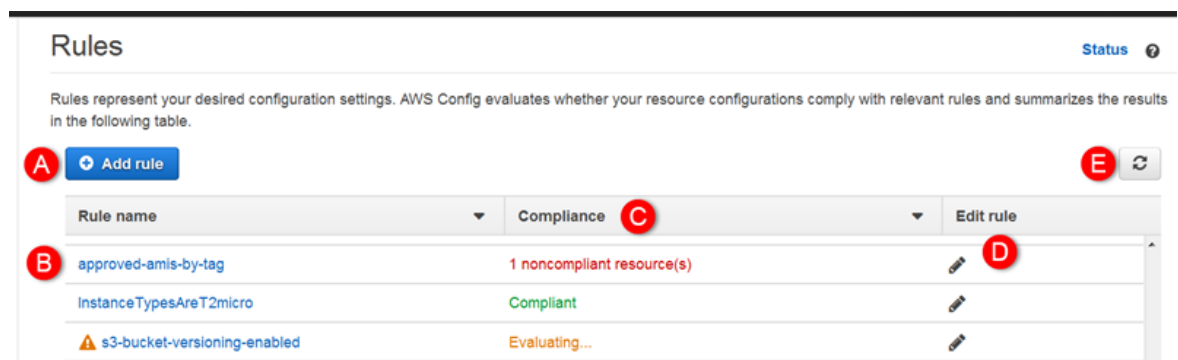 Rules
Status
Rules represent your desired configuration settings. AWS Config evaluates whether your resource configurations comply with relevant rules and summarizes the results
in the following table.
A Add rule E
Rule name Compliance C Edit rule
D
B approved-amis-by-tag 1 noncompliant resource(s)
InstanceTypesAreT2micro Compliant
s3-bucket-versioning-enabled Evaluating...